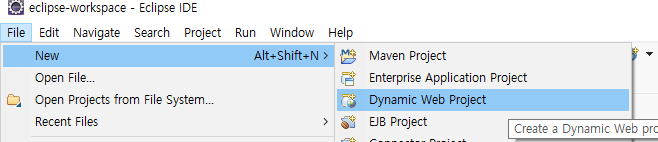 eclipse-workspace - Eclipse IDE
File Edit Navigate Search Project Run Window Help
New Alt+Shift+N >
Open File...
Open Projects from File System...
Recent Files >
Maven Project
Enterprise Application Project
Dynamic Web Project
EJB Project
Create a Dynamic Web pro
Connector Project